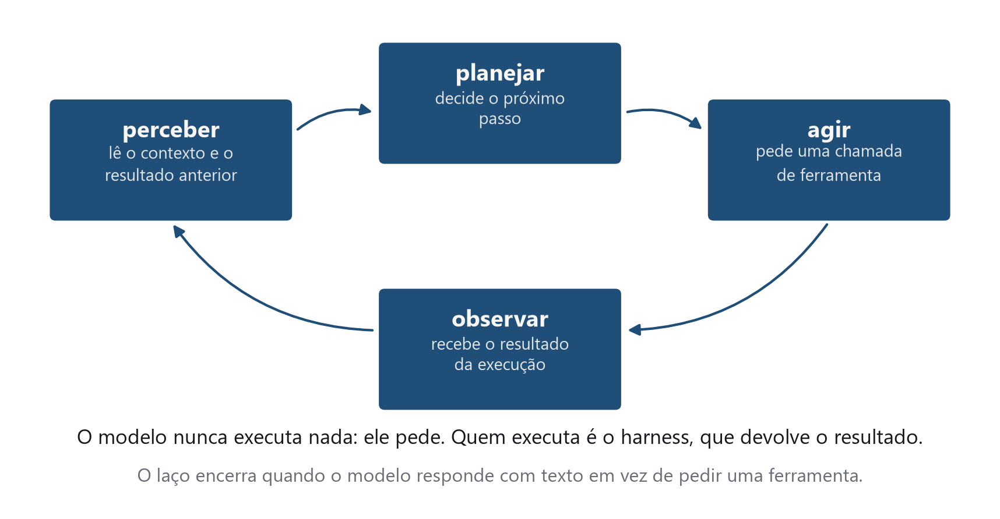 planejar
decide o próximo
passo
perceber
lê o contexto e o
resultado anterior
agir
pede uma chamada
de ferramenta
observar
recebe o resultado
da execução
O modelo nunca executa nada: ele pede. Quem executa é o harness, que devolve o resultado.
O laço encerra quando o modelo responde com texto em vez de pedir uma ferramenta.